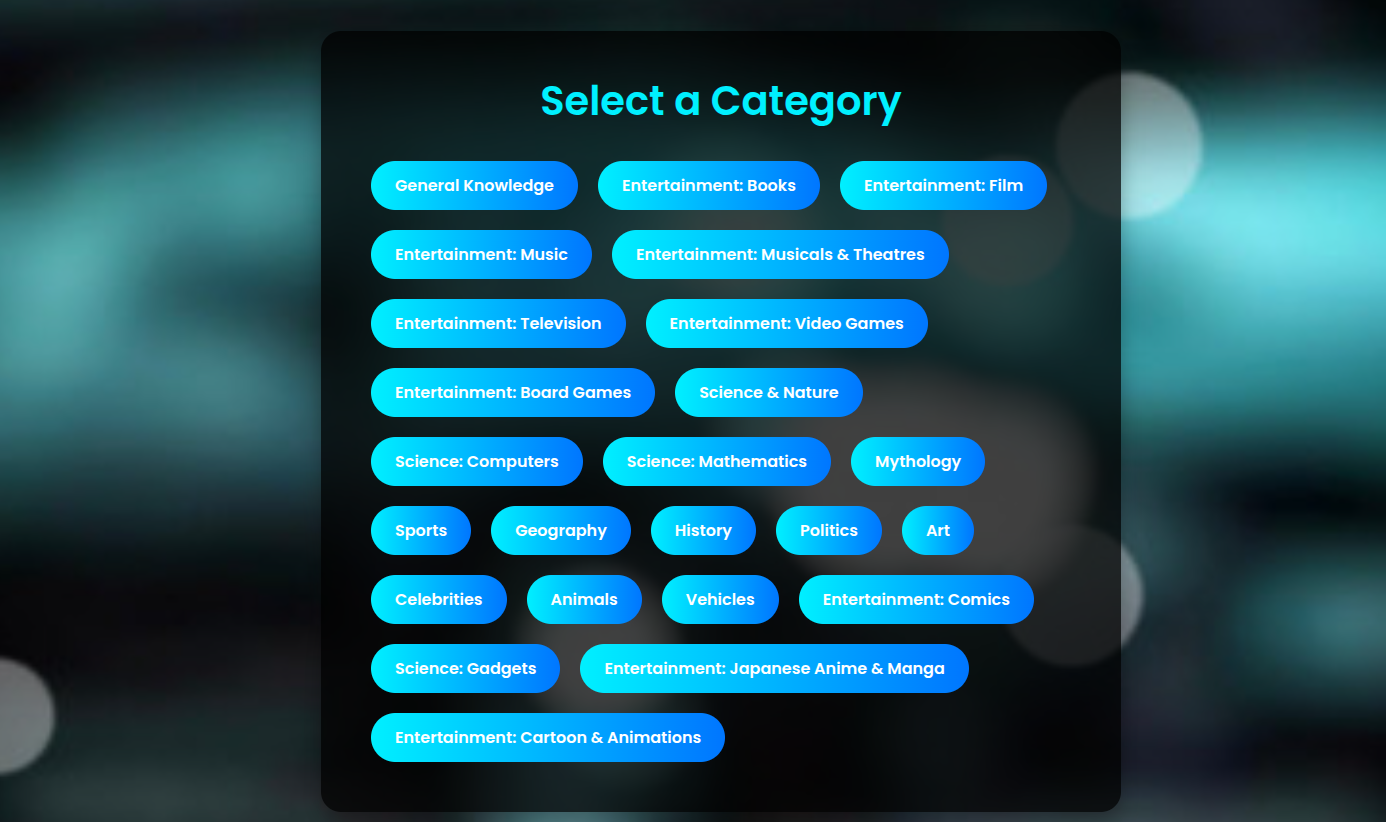 Select a Category
General Knowledge Entertainment: Books Entertainment: Film
Entertainment: Music Entertainment: Musicals & Theatres
Entertainment: Television Entertainment: Video Games
Entertainment: Board Games Science & Nature
Science: Computers Science: Mathematics Mythology
Sports Geography History Politics Art
Celebrities Animals Vehicles Entertainment: Comics
Science: Gadgets Entertainment: Japanese Anime & Manga
Entertainment: Cartoon & Animations